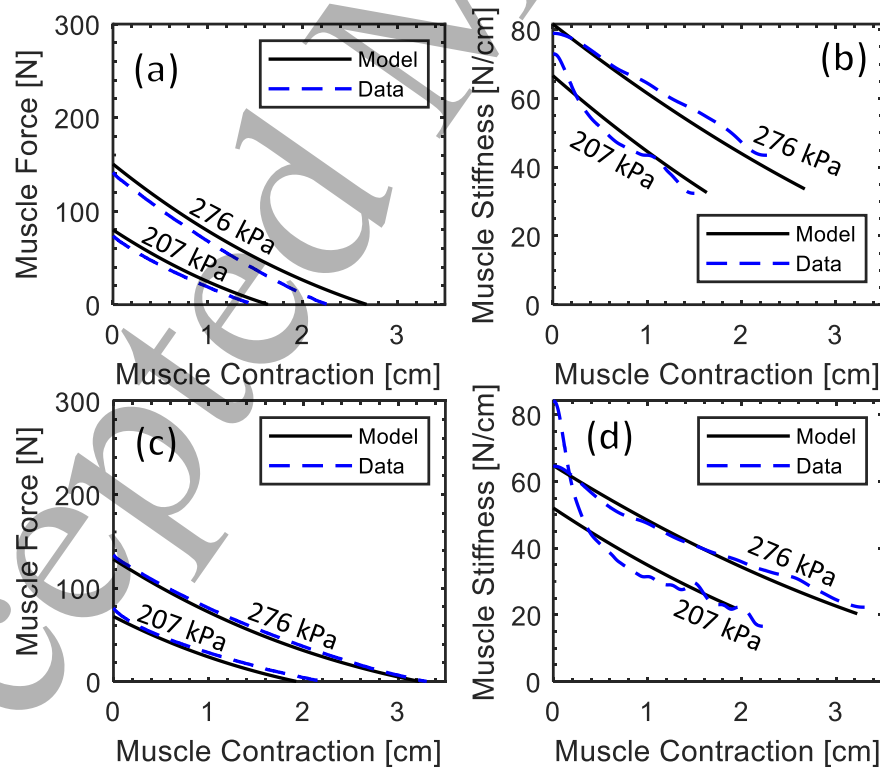 300
200
100
0
0
1
2
3
Muscle Force [N]
Muscle Contraction [cm]
(a)
Model
Data
276 kPa
207 kPa
80
60
40
20
0
0
1
2
3
Muscle Stiffness [N/cm]
Muscle Contraction [cm]
(b)
276 kPa
207 kPa
Model
Data
300
200
100
0
0
1
2
3
Muscle Force [N]
Muscle Contraction [cm]
(c)
Model
Data
276 kPa
207 kPa
80
60
40
20
0
0
1
2
3
Muscle Stiffness [N/cm]
Muscle Contraction [cm]
(d)
Model
Data
276 kPa
207 kPa
cepted M